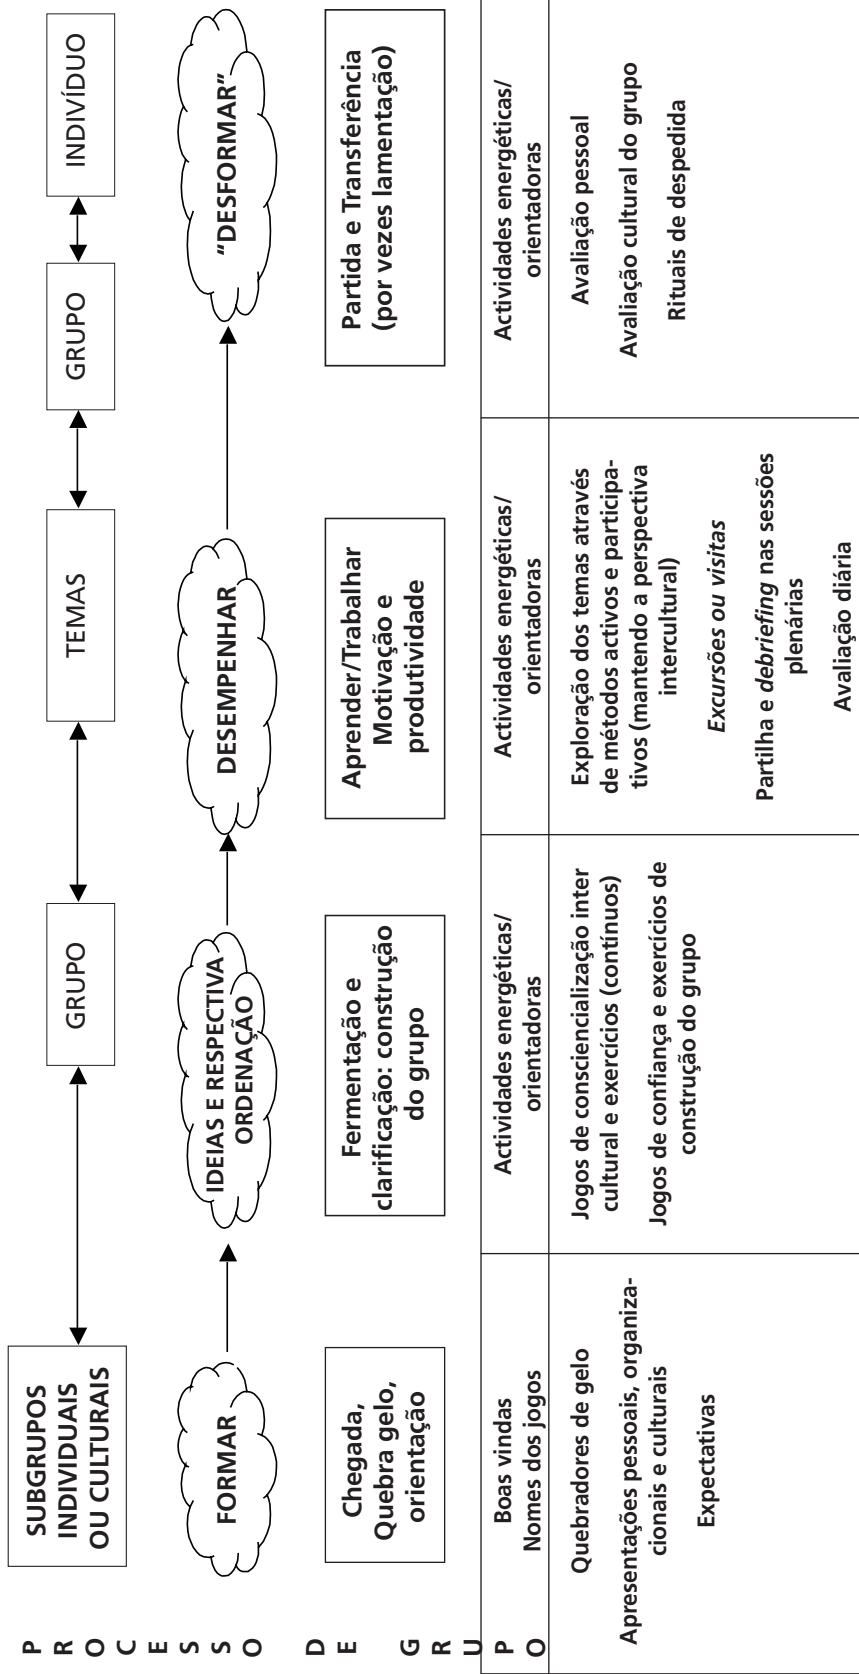 PROCESSO DE GRUPO
SUBGRUPOS
INDIVIDUAIS
OU CULTURAIS
GRUPO
TEMAS
GRUPO
INDIVÍDUO
FORMAR
IDEIAS E RESPECTIVA
ORDENAÇÃO
DESEMPENHAR
"DESFORMAR"
Chegada,
Quebra gelo,
orientação
Fermentação e
clarificação: construção
do grupo
Aprender/Trabalhar
Motivação e
produtividade
Partida e Transferência
(por vezes lamentação)
Boas vindas
Nomes dos jogos
Actividades energéticas/
orientadoras
Actividades energéticas/
orientadoras
Actividades energéticas/
orientadoras
Quebradores de gelo
Apresentações pessoais, organiza-
cionais e culturais
Expectativas
Jogos de consciencialização inter
cultural e exercícios (contínuos)
Jogos de confiança e exercícios de
construção do grupo
Exploração dos temas através
de métodos activos e participa-
tivos (mantendo a perspectiva
intercultural)
Excursões ou visitas
Partilha e debriefing nas sessões
plenárias
Avaliação diária
Avaliação pessoal
Avaliação cultural do grupo
Rituais de despedida